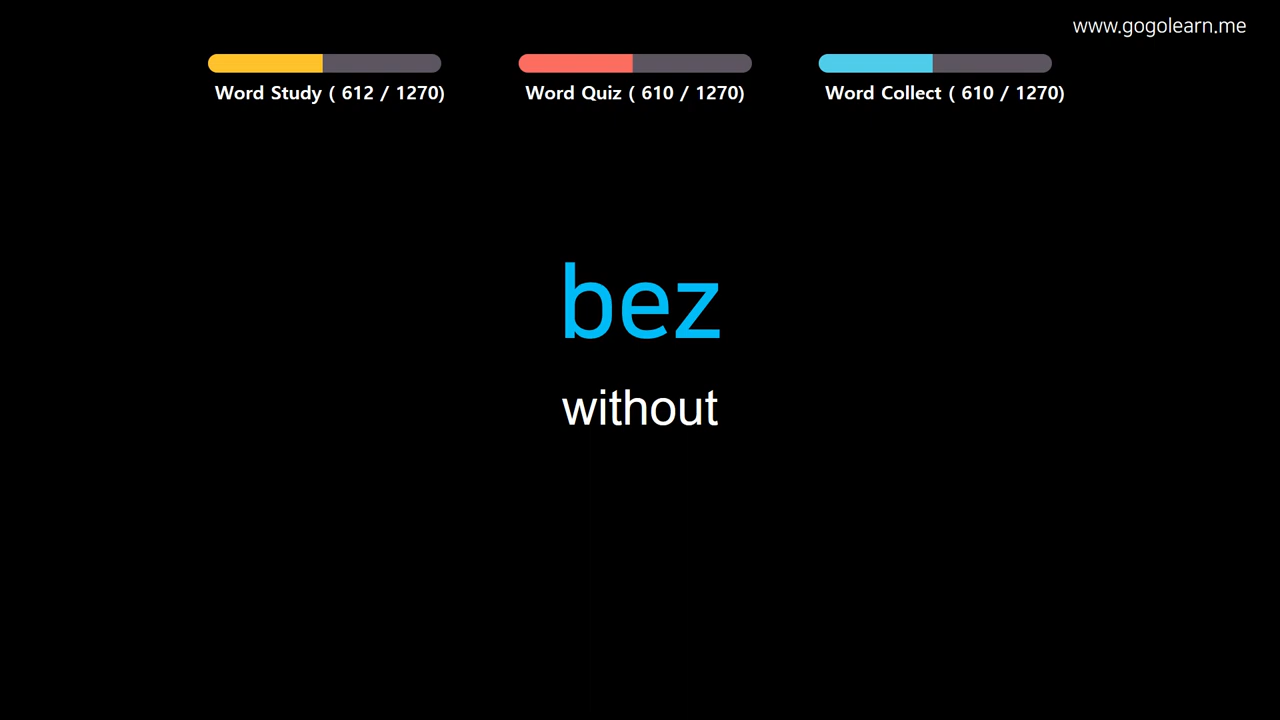 www.gogolearn.me
Word Study ( 612 / 1270)
Word Quiz ( 610 / 1270)
Word Collect ( 610 / 1270)
bez
without